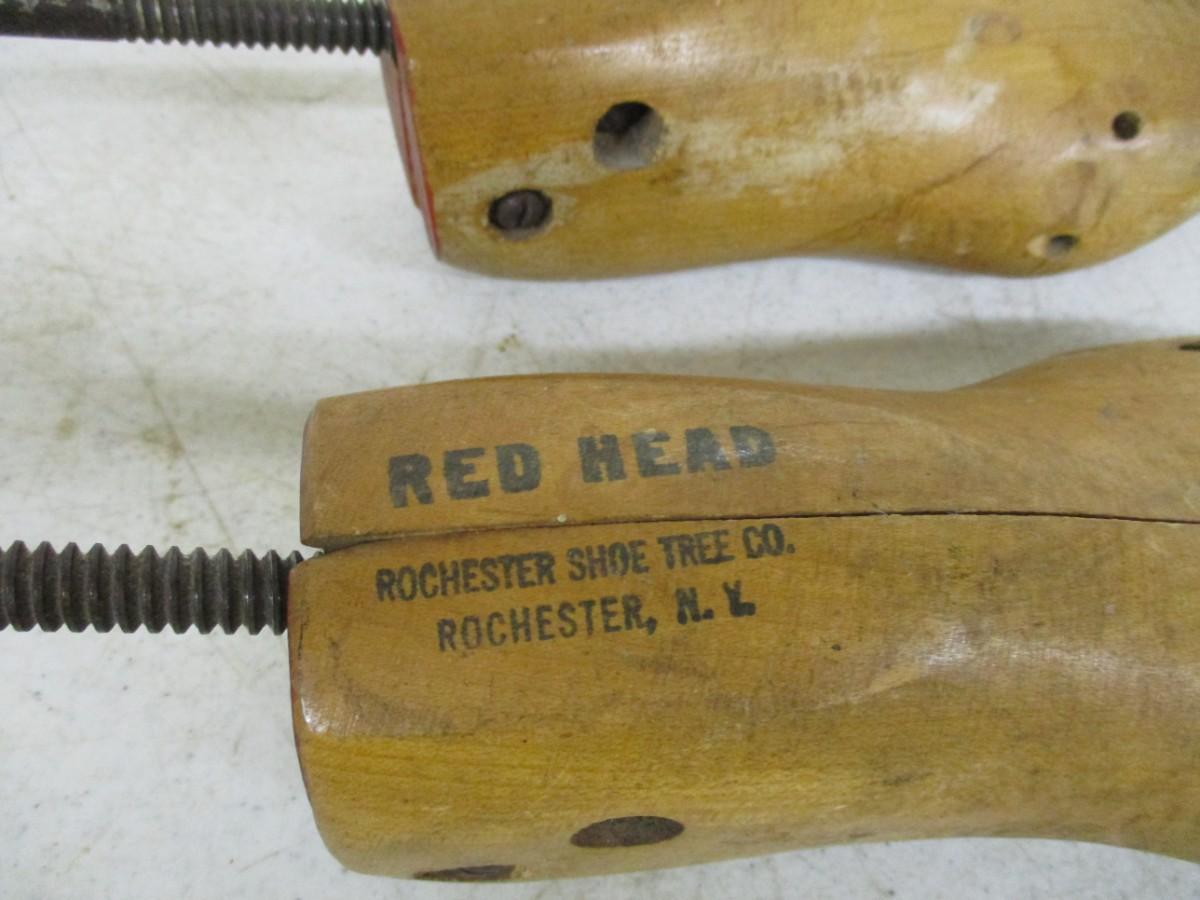 RED HEAD
ROCHESTER SHOE TREE CO.
ROCHESTER, N. Y.